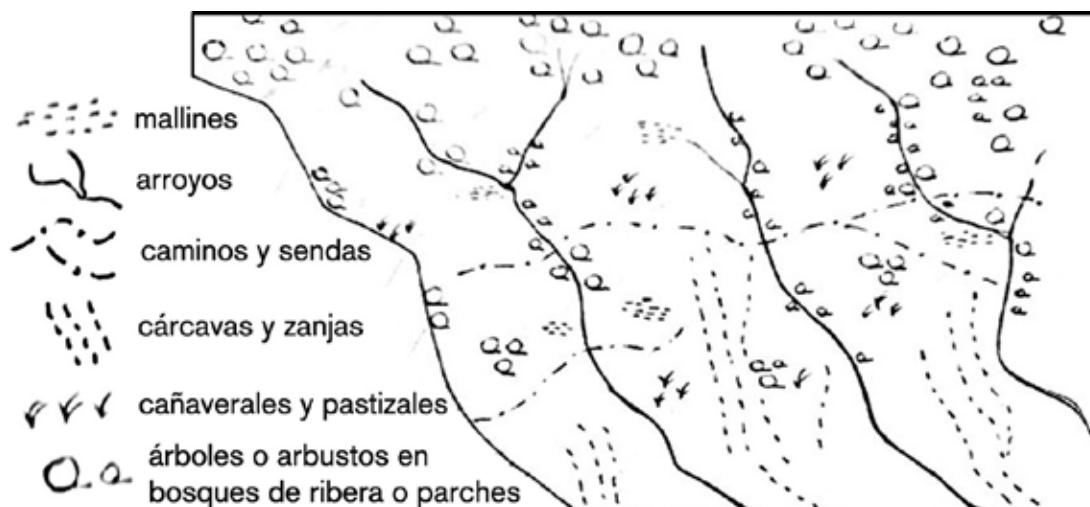 mallines
arroyos
caminos y sendas
cárcavas y zanjas
cañaverales y pastizales
árboles o arbustos en
bosques de ribera o parches